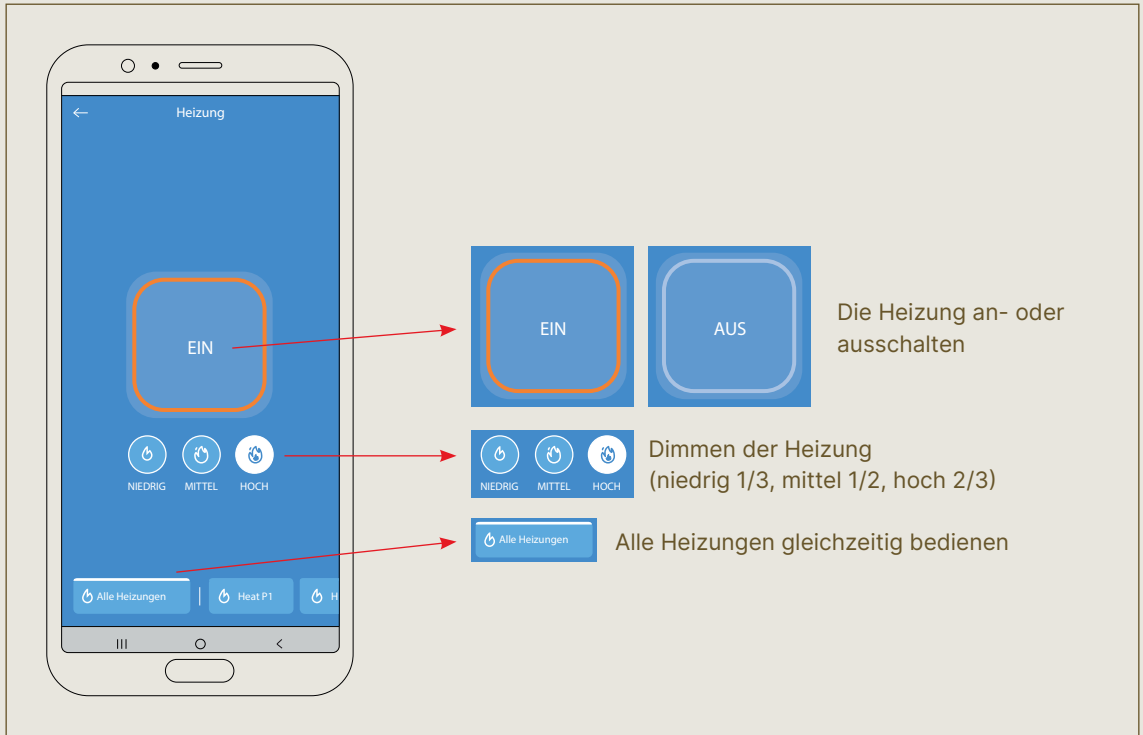 Heizung
EIN
NIEDRIG MITTEL HOCH
Alle Heizungen Heat P1 H
EIN AUS
Die Heizung an- oder
ausschalten
NIEDRIG MITTEL HOCH
Dimmen der Heizung
(niedrig 1/3, mittel 1/2, hoch 2/3)
Alle Heizungen
Alle Heizungen gleichzeitig bedienen